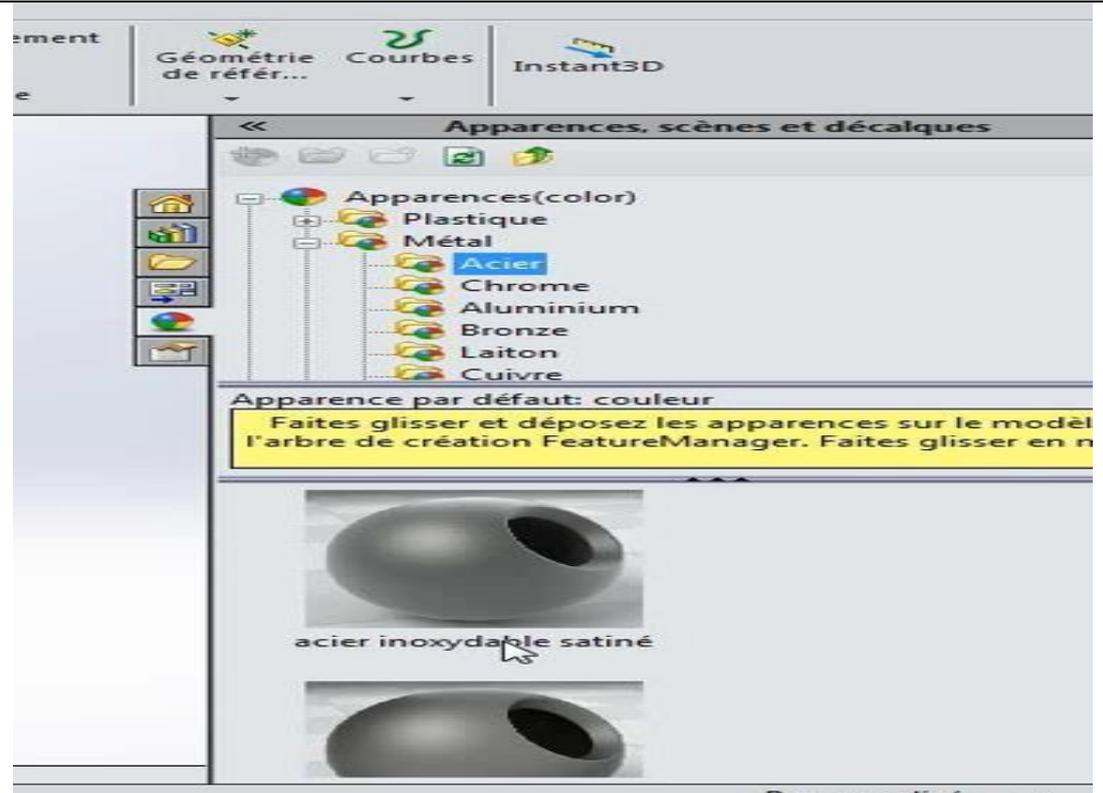 ement
e
Géométrie
de référ...
Courbes
Instant3D
Apparences, scènes et décalques
Apparences(color)
Plastique
Métal
Acier
Chrome
Aluminium
Bronze
Laiton
Cuivre
Apparence par défaut: couleur
Faites glisser et déposez les apparences sur le modèl
l'arbre de création FeatureManager. Faites glisser en
acier inoxydable satiné